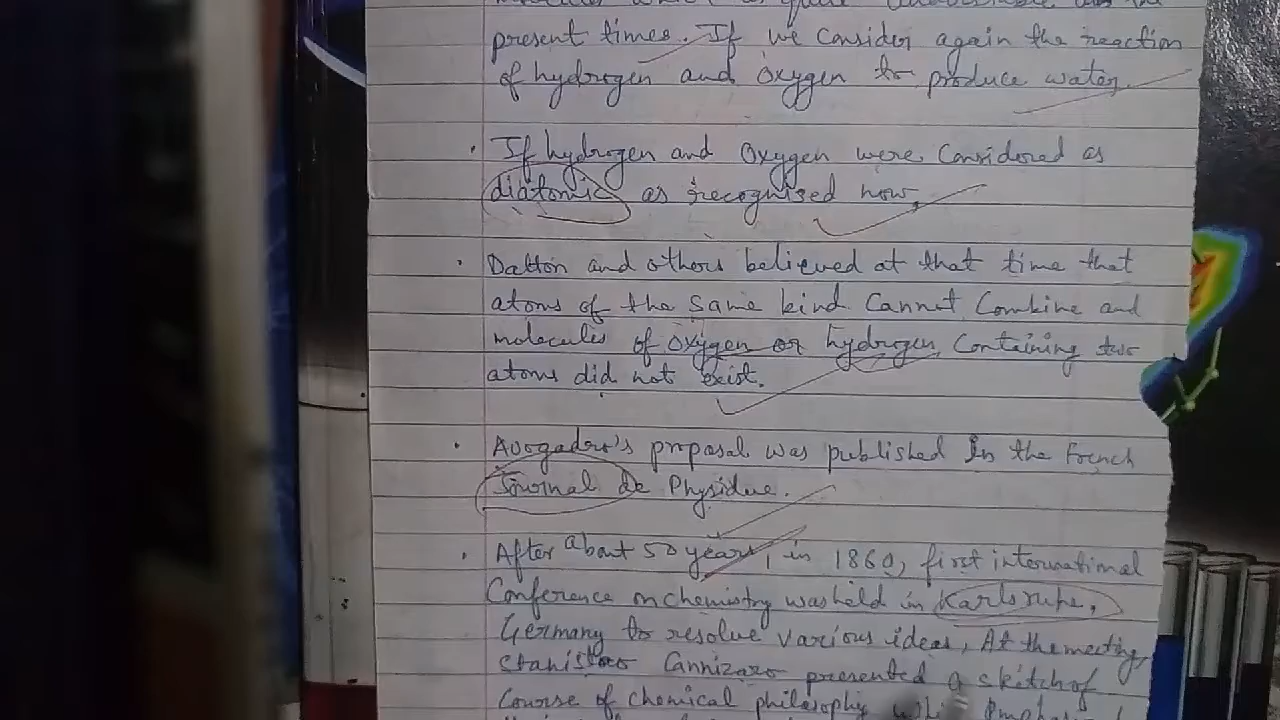 present times. If we consider again the reaction
of hydrogen and oxygen to produce water.
. If hydrogen and Oxygen were Considered as
diatomic as recognised now,
. Dalton and others believed at that time that
atoms of the same kind Cannot Combine and
molecules of oxygen or hydrogen Containing two
atoms did not exist.
. Avogadro's proposal was published In the French
Journal de Physidue.
. After about 50 years, in 1860, first international
Conference on chemistry was held in Karlsruhe,
Germany to resolve various ideas, At the meeting,
Cannizaro presented a sketch of
Course of chemical philosophy